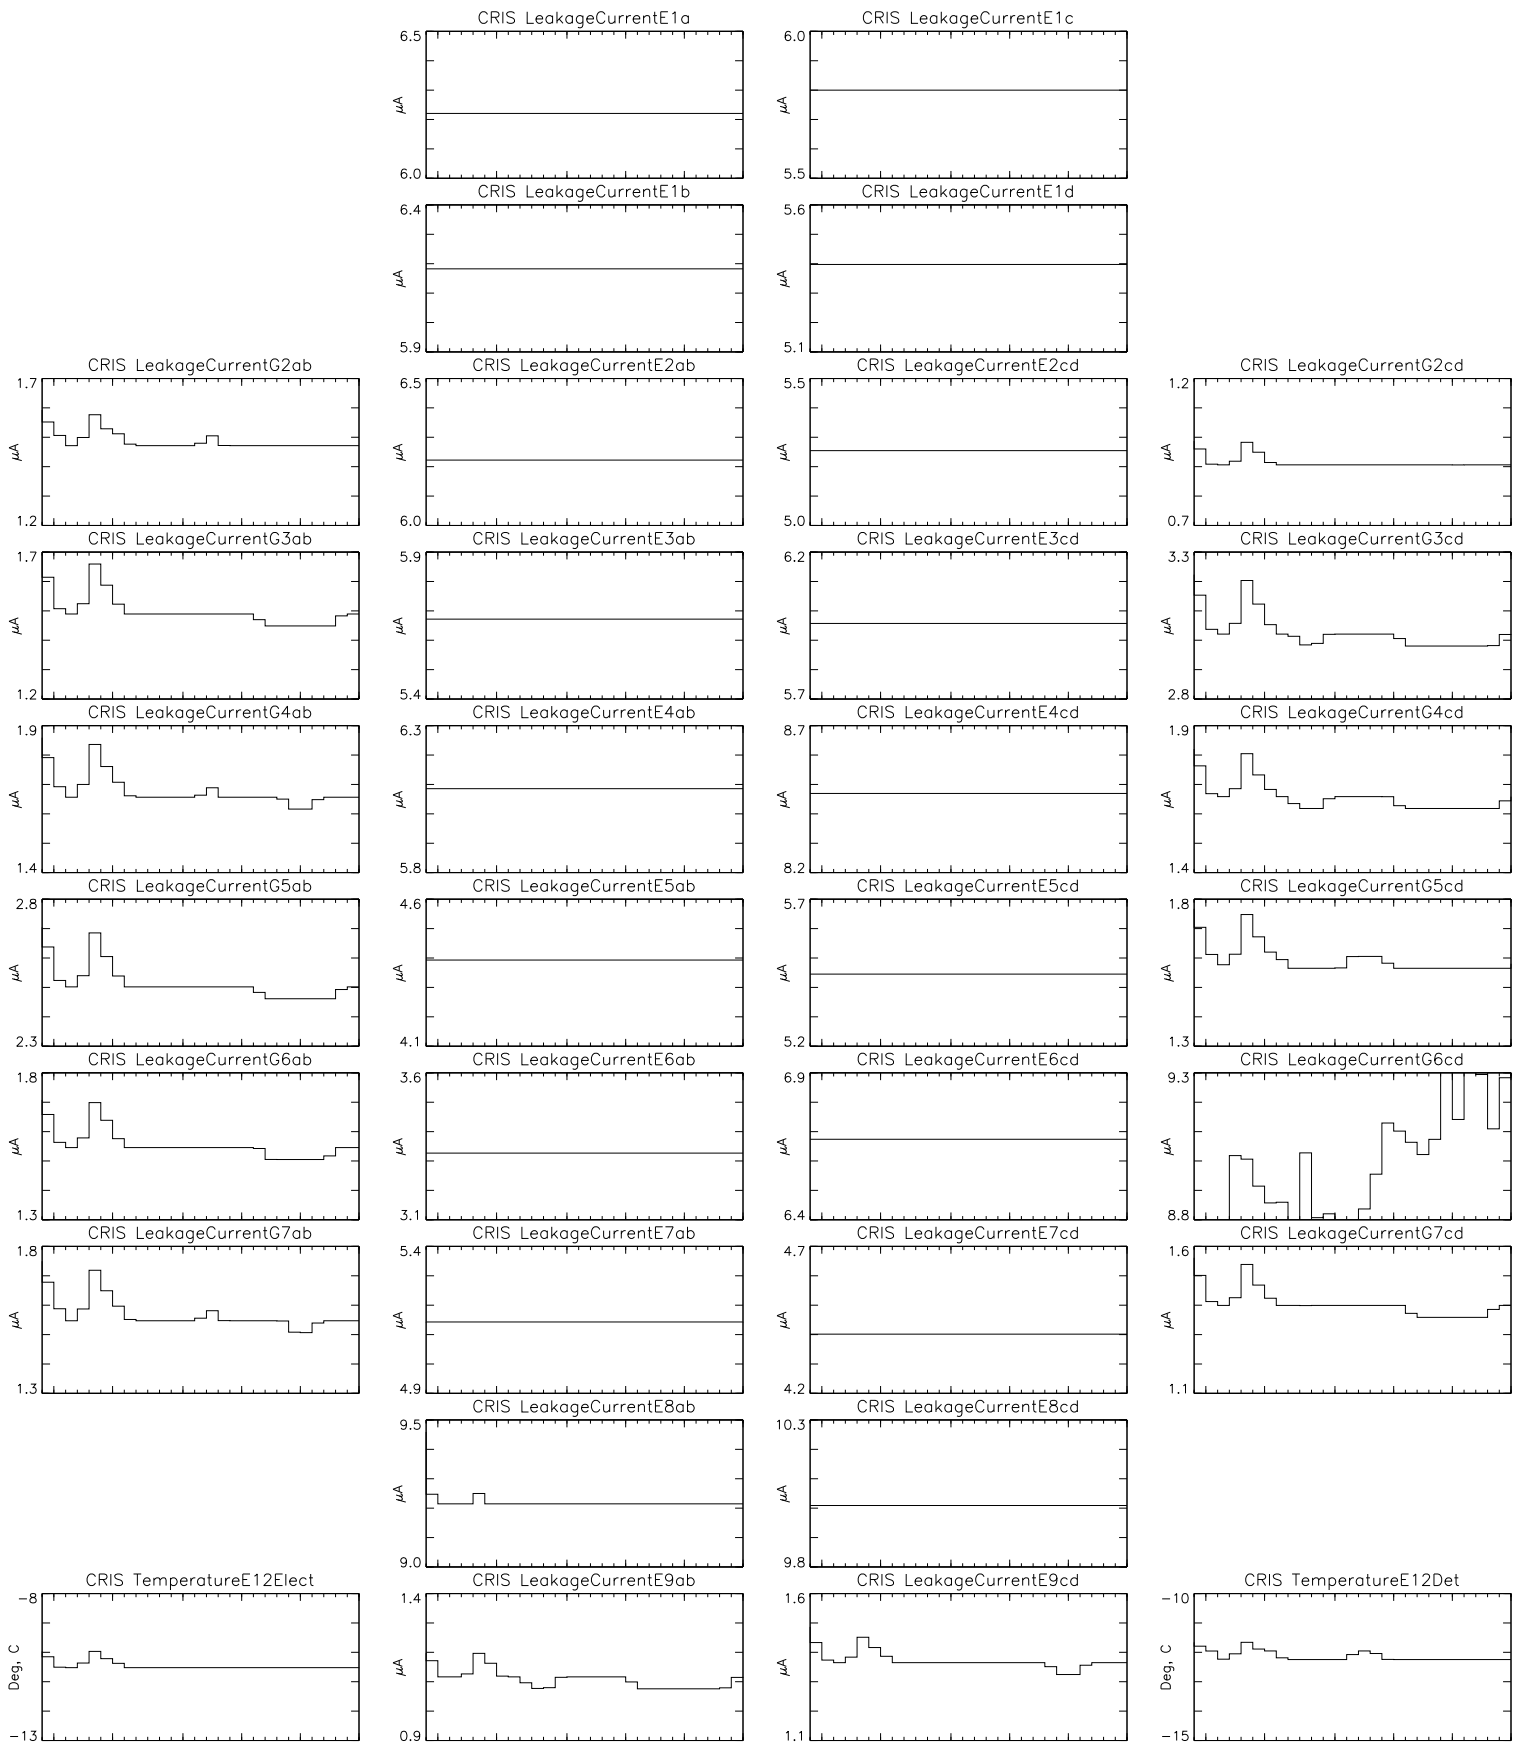 CRIS LeakageCurrentE1a
CRIS LeakageCurrentE1c
6.5
μA
6.0
6.0
μA
5.5
CRIS LeakageCurrentE1b
CRIS LeakageCurrentE1d
6.4
μA
5.9
5.6
μA
5.1
CRIS LeakageCurrentG2ab
CRIS LeakageCurrentE2ab
CRIS LeakageCurrentE2cd
CRIS LeakageCurrentG2cd
1.7
μA
1.2
6.5
μA
6.0
5.5
μA
5.0
1.2
μA
0.7
CRIS LeakageCurrentG3ab
CRIS LeakageCurrentE3ab
CRIS LeakageCurrentE3cd
CRIS LeakageCurrentG3cd
1.7
μA
1.2
5.9
μA
5.4
6.2
μA
5.7
3.3
μA
2.8
CRIS LeakageCurrentG4ab
CRIS LeakageCurrentE4ab
CRIS LeakageCurrentE4cd
CRIS LeakageCurrentG4cd
1.9
μA
1.4
6.3
μA
5.8
8.7
μA
8.2
1.9
μA
1.4
CRIS LeakageCurrentG5ab
CRIS LeakageCurrentE5ab
CRIS LeakageCurrentE5cd
CRIS LeakageCurrentG5cd
2.8
μA
2.3
4.6
μA
4.1
5.7
μA
5.2
1.8
μA
1.3
CRIS LeakageCurrentG6ab
CRIS LeakageCurrentE6ab
CRIS LeakageCurrentE6cd
CRIS LeakageCurrentG6cd
1.8
μA
1.3
3.6
μA
3.1
6.9
μA
6.4
9.3
μA
8.8
CRIS LeakageCurrentG7ab
CRIS LeakageCurrentE7ab
CRIS LeakageCurrentE7cd
CRIS LeakageCurrentG7cd
1.8
μA
1.3
5.4
μA
4.9
4.7
μA
4.2
1.6
μA
1.1
CRIS LeakageCurrentE8ab
CRIS LeakageCurrentE8cd
9.5
μA
9.0
10.3
μA
9.8
CRIS TemperatureE12Elect
CRIS LeakageCurrentE9ab
CRIS LeakageCurrentE9cd
CRIS TemperatureE12Det
-8
Deg, C
-13
1.4
μA
0.9
1.6
μA
1.1
-10
Deg, C
-15